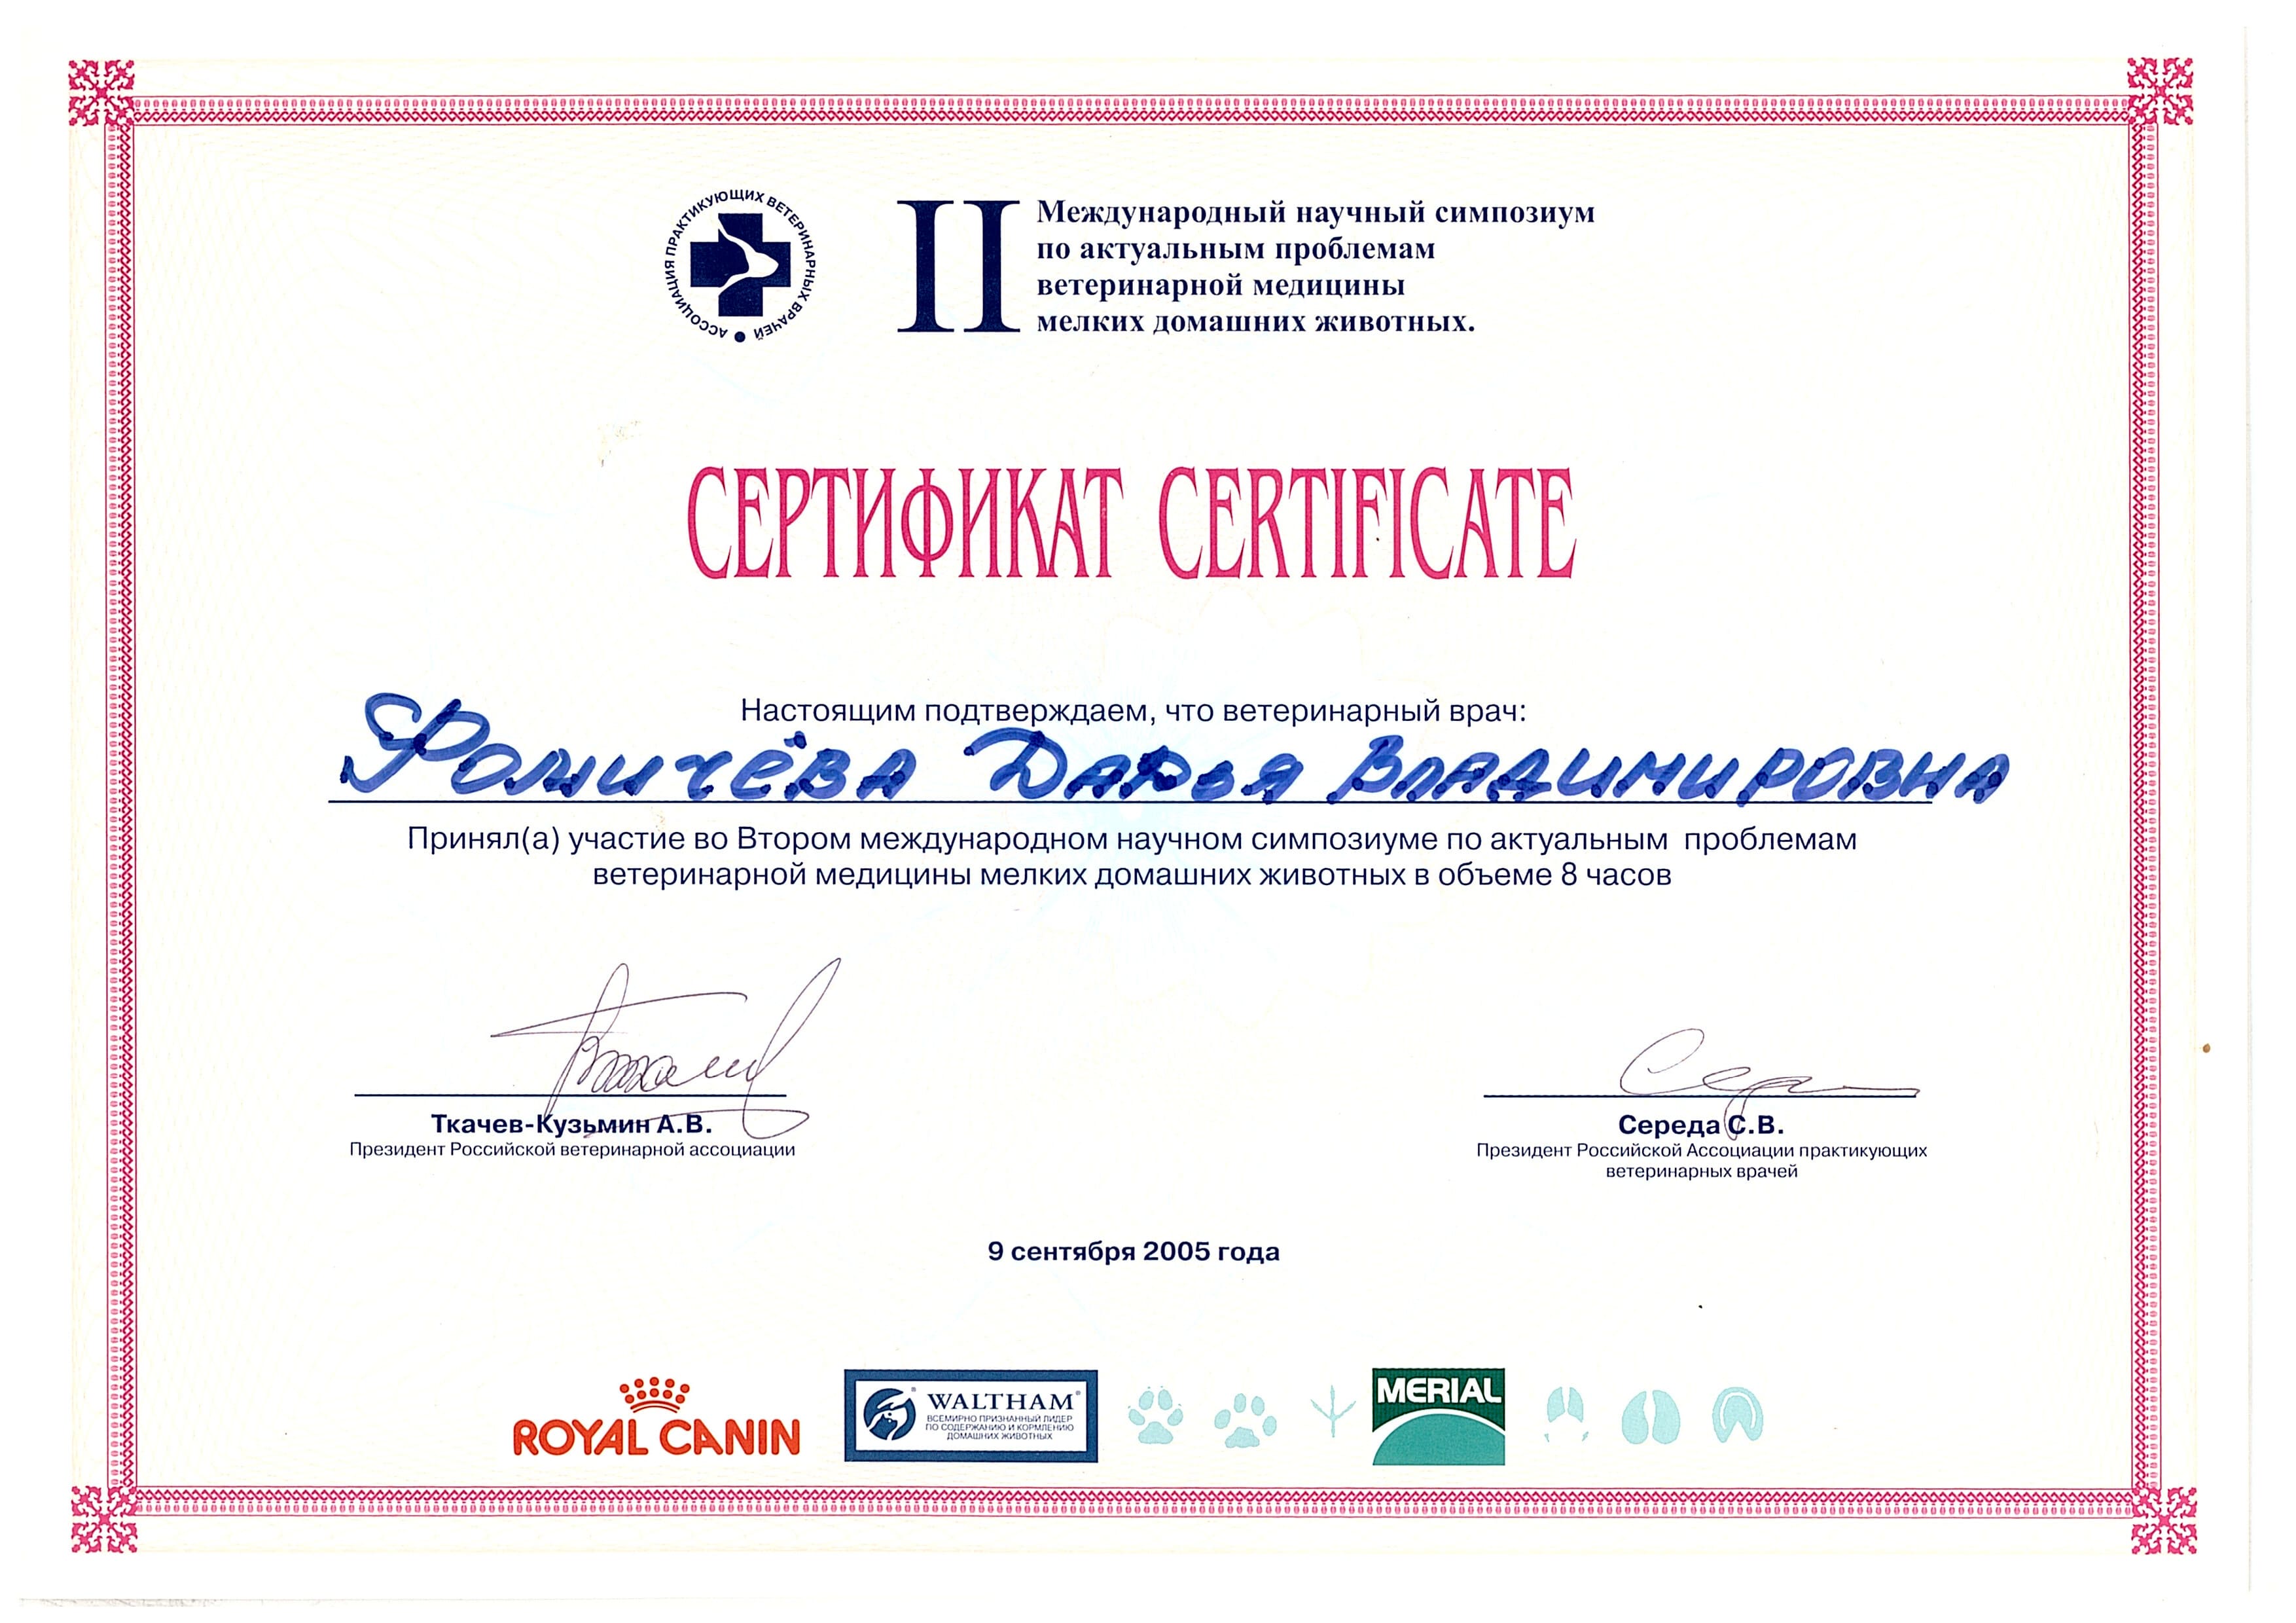 АССОЦИАЦИЯ ПРАКТИКУЮЩИХ ВЕТЕРИНАРНЫХ ВРАЧЕЙ
II
Международный научный симпозиум
по актуальным проблемам
ветеринарной медицины
мелких домашних животных.
СЕРТИФИКАТ CERTIFICATE
Настоящим подтверждаем, что ветеринарный врач:
Фомичёва Дарья Владимировна
Принял(а) участие во Втором международном научном симпозиуме по актуальным проблемам
ветеринарной медицины мелких домашних животных в объеме 8 часов
Ткачев-Кузьмин А.В.
Президент Российской ветеринарной ассоциации
Середа С.В.
Президент Российской Ассоциации практикующих
ветеринарных врачей
9 сентября 2005 года
ROYAL CANIN
WALTHAM®
ВСЕМИРНО ПРИЗНАННЫЙ ЛИДЕР
ПО СОДЕРЖАНИЮ И КОРМЛЕНИЮ
ДОМАШНИХ ЖИВОТНЫХ
MERIAL